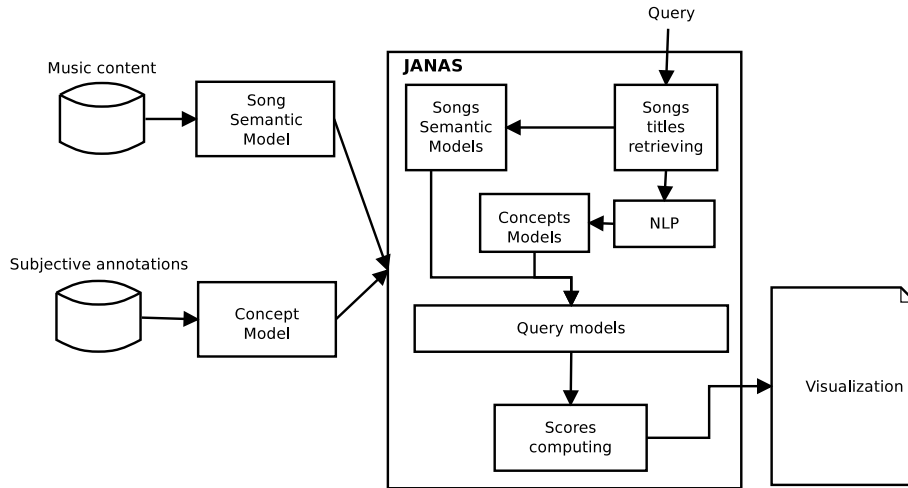 Query
JANAS
Music content
Song
Semantic
Model
Songs
Semantic
Models
Songs
titles
retrieving
Concepts
Models
NLP
Subjective annotations
Concept
Model
Query models
Visualization
Scores
computing